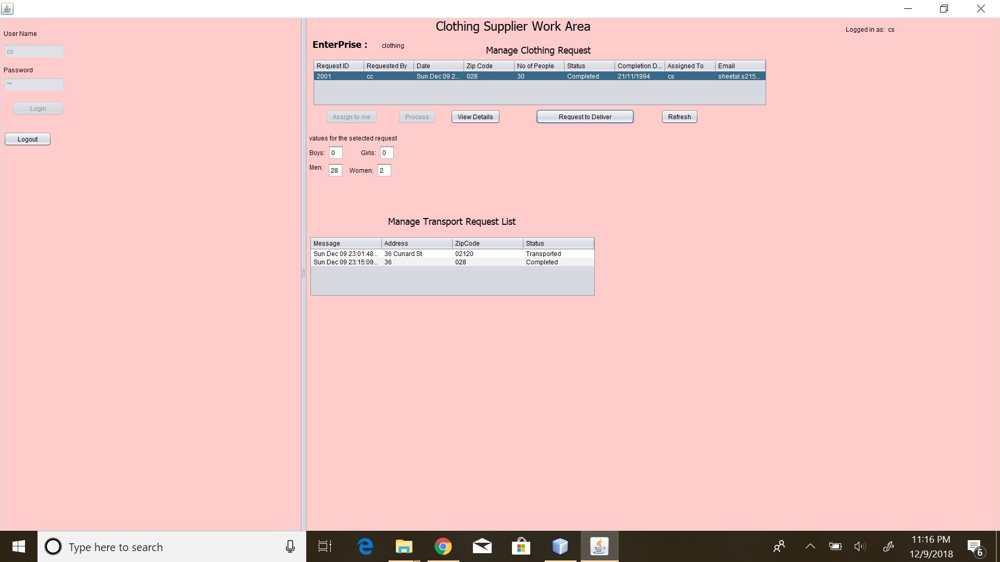 Clothing Supplier Work Area
Logged in as: cs
User Name
cs
Password
**
Login
Logout
EnterPrise : clothing
Manage Clothing Request
Request ID Requested By Date Zip Code No of People Status Completion D... Assigned To Email
2001 cc Sun Dec 09 2... 028 30 Completed 21/11/1994 cs sheetal.s215...
Assign to me Process View Details Request to Deliver Refresh
values for the selected request
Boys: 0 Girls: 0
Men: 28 Women: 2
Manage Transport Request List
Message Address ZipCode Status
Sun Dec 09 23:01:48... 36 Cunard St 02120 Transported
Sun Dec 09 23:15:09... 36 028 Completed
Type here to search
11:16 PM
12/9/2018
6